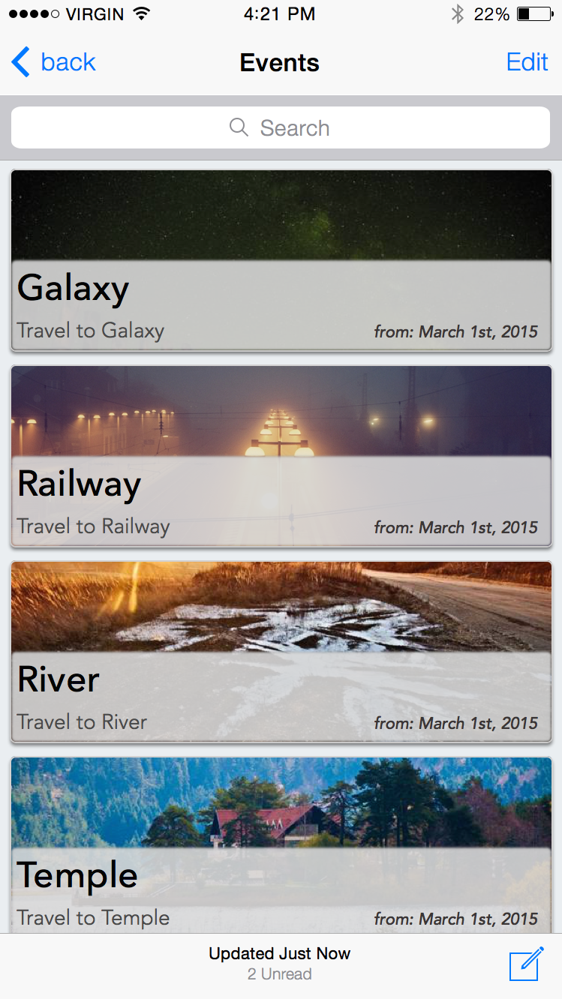 VIRGIN 4:21 PM 22%
back Events Edit
Search
Galaxy
Travel to Galaxy from: March 1st, 2015
Railway
Travel to Railway from: March 1st, 2015
River
Travel to River from: March 1st, 2015
Temple
Travel to Temple from: March 1st, 2015
Updated Just Now
2 Unread